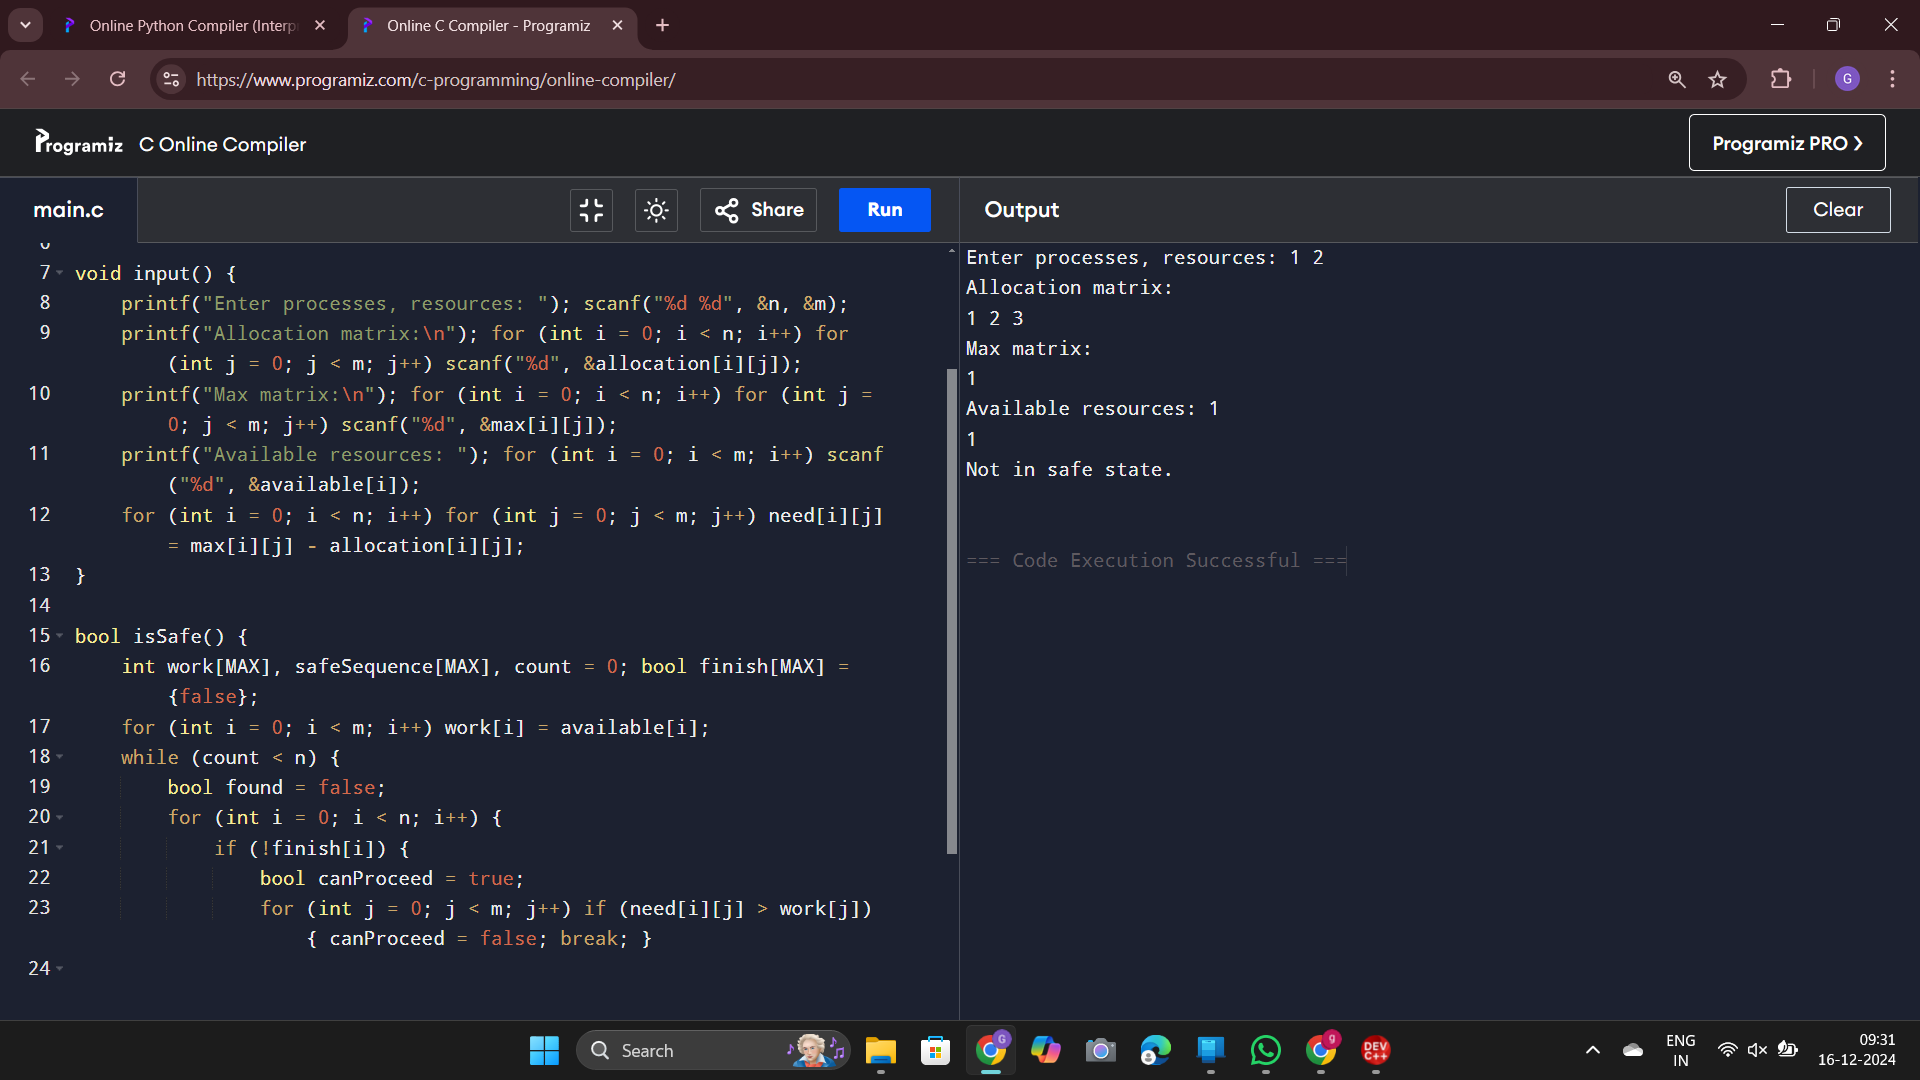 Online Python Compiler (Interp
Online C Compiler - Programiz
https://www.programiz.com/c-programming/online-compiler/
G
Programiz C Online Compiler
Programiz PRO
main.c
Share
Run
Output
Clear
6
7 void input() {
8 printf("Enter processes, resources: "); scanf("%d %d", &n, &m);
9 printf("Allocation matrix:\n"); for (int i = 0; i < n; i++) for
(int j = 0; j < m; j++) scanf("%d", &allocation[i][j]);
10 printf("Max matrix:\n"); for (int i = 0; i < n; i++) for (int j =
0; j < m; j++) scanf("%d", &max[i][j]);
11 printf("Available resources: "); for (int i = 0; i < m; i++) scanf
("%d", &available[i]);
12 for (int i = 0; i < n; i++) for (int j = 0; j < m; j++) need[i][j]
= max[i][j] - allocation[i][j];
13 }
14
15 bool isSafe() {
16 int work[MAX], safeSequence[MAX], count = 0; bool finish[MAX] =
{false};
17 for (int i = 0; i < m; i++) work[i] = available[i];
18 while (count < n) {
19 bool found = false;
20 for (int i = 0; i < n; i++) {
21 if (!finish[i]) {
22 bool canProceed = true;
23 for (int j = 0; j < m; j++) if (need[i][j] > work[j])
{ canProceed = false; break; }
24
Enter processes, resources: 1 2
Allocation matrix:
1 2 3
Max matrix:
1
Available resources: 1
1
Not in safe state.
=== Code Execution Successful ===
Search
G
g
DEV
C++
ENG
IN
09:31
16-12-2024